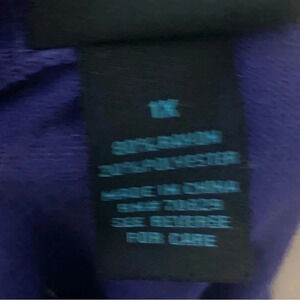 1X
80%RAYON
20%POLYESTER
MADE IN CHINA
SEE REVERSE
FOR CARE